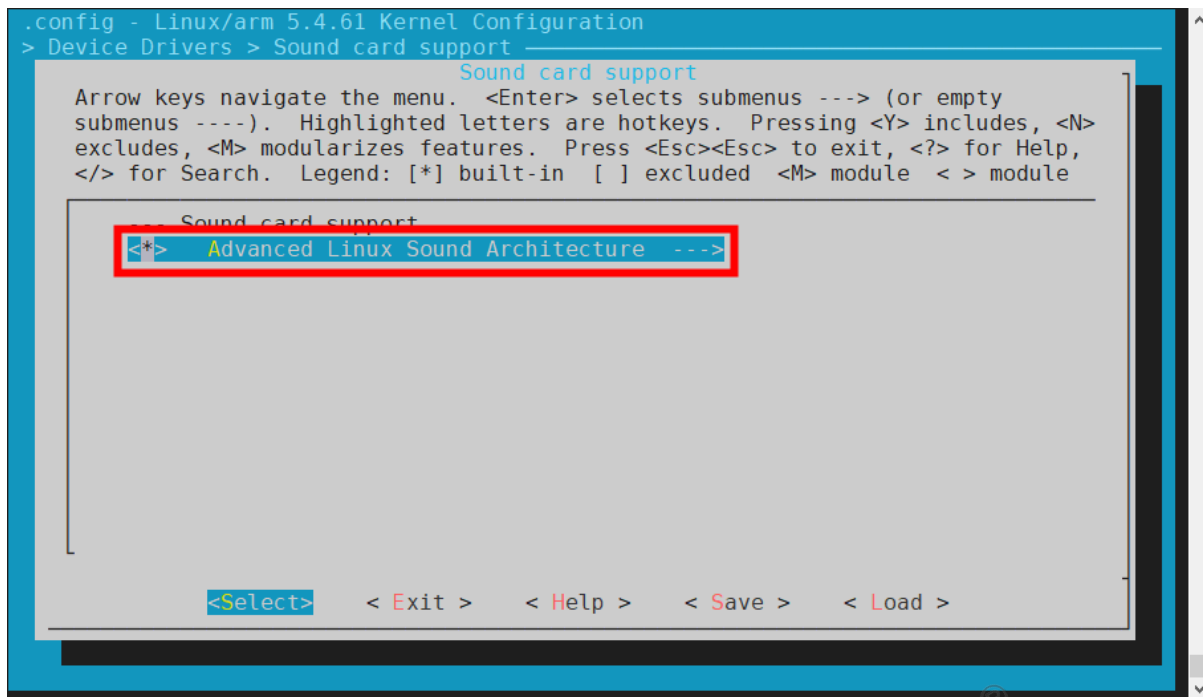 .config - Linux/arm 5.4.61 Kernel Configuration
> Device Drivers > Sound card support
Sound card support
Arrow keys navigate the menu.  <Enter> selects submenus ---> (or empty
submenus ----).  Highlighted letters are hotkeys.  Pressing <Y> includes, <N>
excludes, <M> modularizes features.  Press <Esc><Esc> to exit, <?> for Help,
</> for Search.  Legend: [*] built-in  [ ] excluded  <M> module  < > module
--- Sound card support
<*>   Advanced Linux Sound Architecture  --->
<Select>    < Exit >    < Help >    < Save >    < Load >